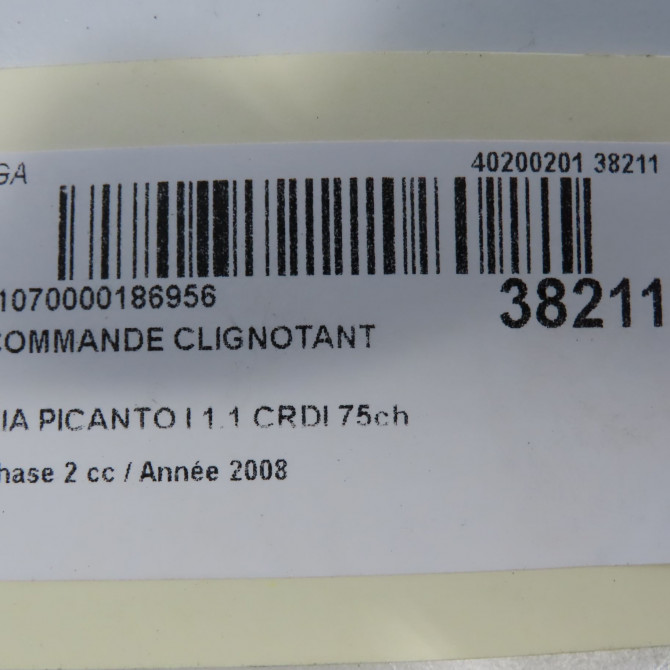 GA
40200201 38211
1070000186956
38211
COMMANDE CLIGNOTANT
IA PICANTO I 1.1 CRDI 75ch
hase 2 cc / Année 2008